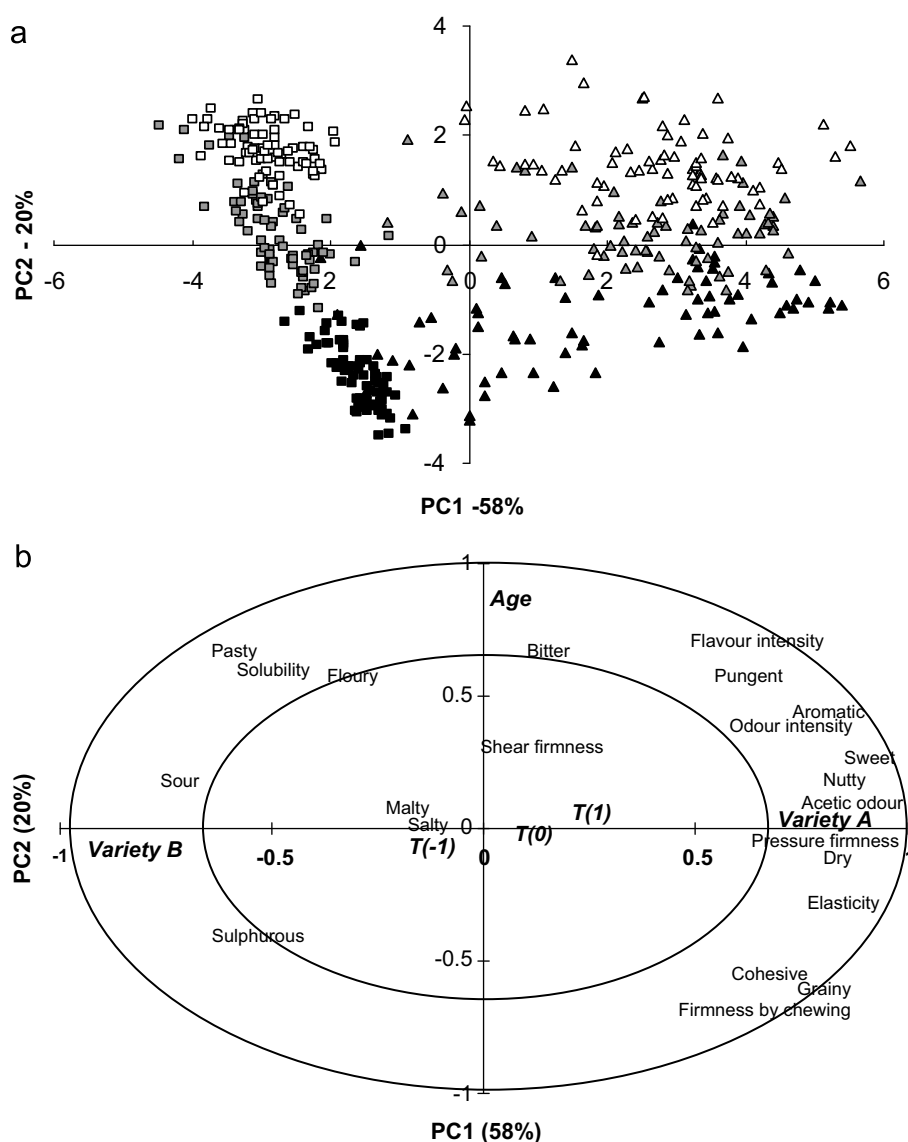 a
4
2
0
-6
-4
-2
0
2
4
6
-2
-4
PC2 - 20%
PC1 -58%
b
1
Age
Pasty
Bitter
Flavour intensity
Solubility
Floury
Pungent
0.5
Aromatic
Odour intensity
Shear firmness
Sweet
Sour
Nutty
Malty
T(1)
Acetic odour
Salty
Variety A
-1
Variety B
-0.5
T(-1)
0
0
T(0)
0.5
Pressure firmness
Dry
Elasticity
Sulphurous
-0.5
Cohesive
Grainy
Firmness by chewing
-1
PC2 (20%)
PC1 (58%)